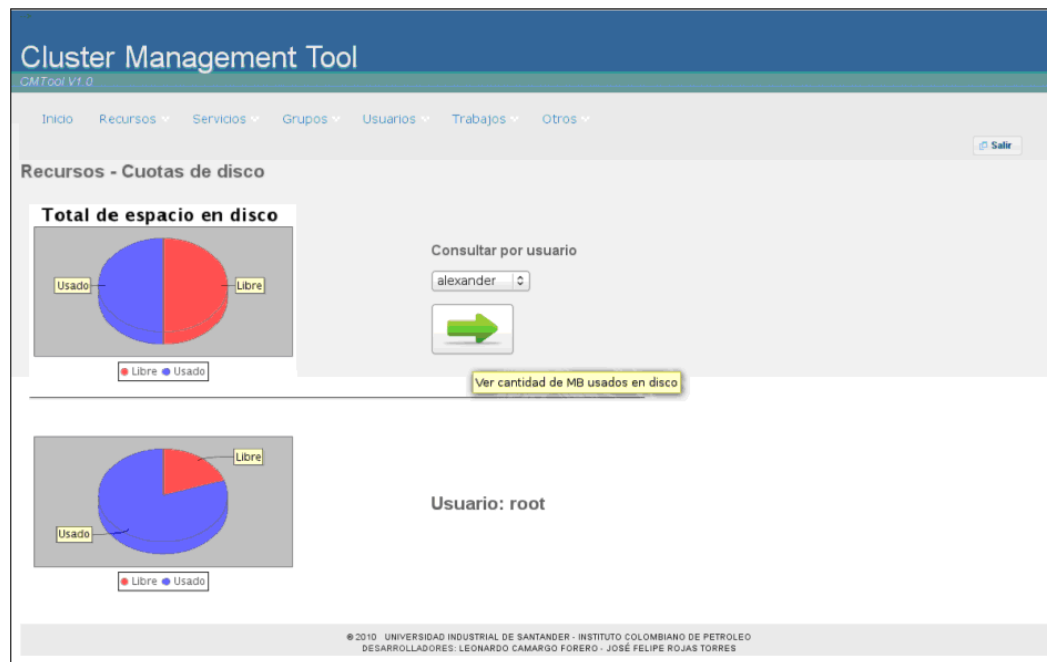 Cluster Management Tool
CMTool V1.0
Inicio Recursos Servicios Grupos Usuarios Trabajos Otros
Salir
Recursos - Cuotas de disco
Total de espacio en disco
Usado
Libre
Libre Usado
Consultar por usuario
alexander
Ver cantidad de MB usados en disco
Libre
Usado
Libre Usado
Usuario: root
© 2010 UNIVERSIDAD INDUSTRIAL DE SANTANDER - INSTITUTO COLOMBIANO DE PETROLEO
DESARROLLADORES: LEONARDO CAMARGO FORERO - JOSÉ FELIPE ROJAS TORRES